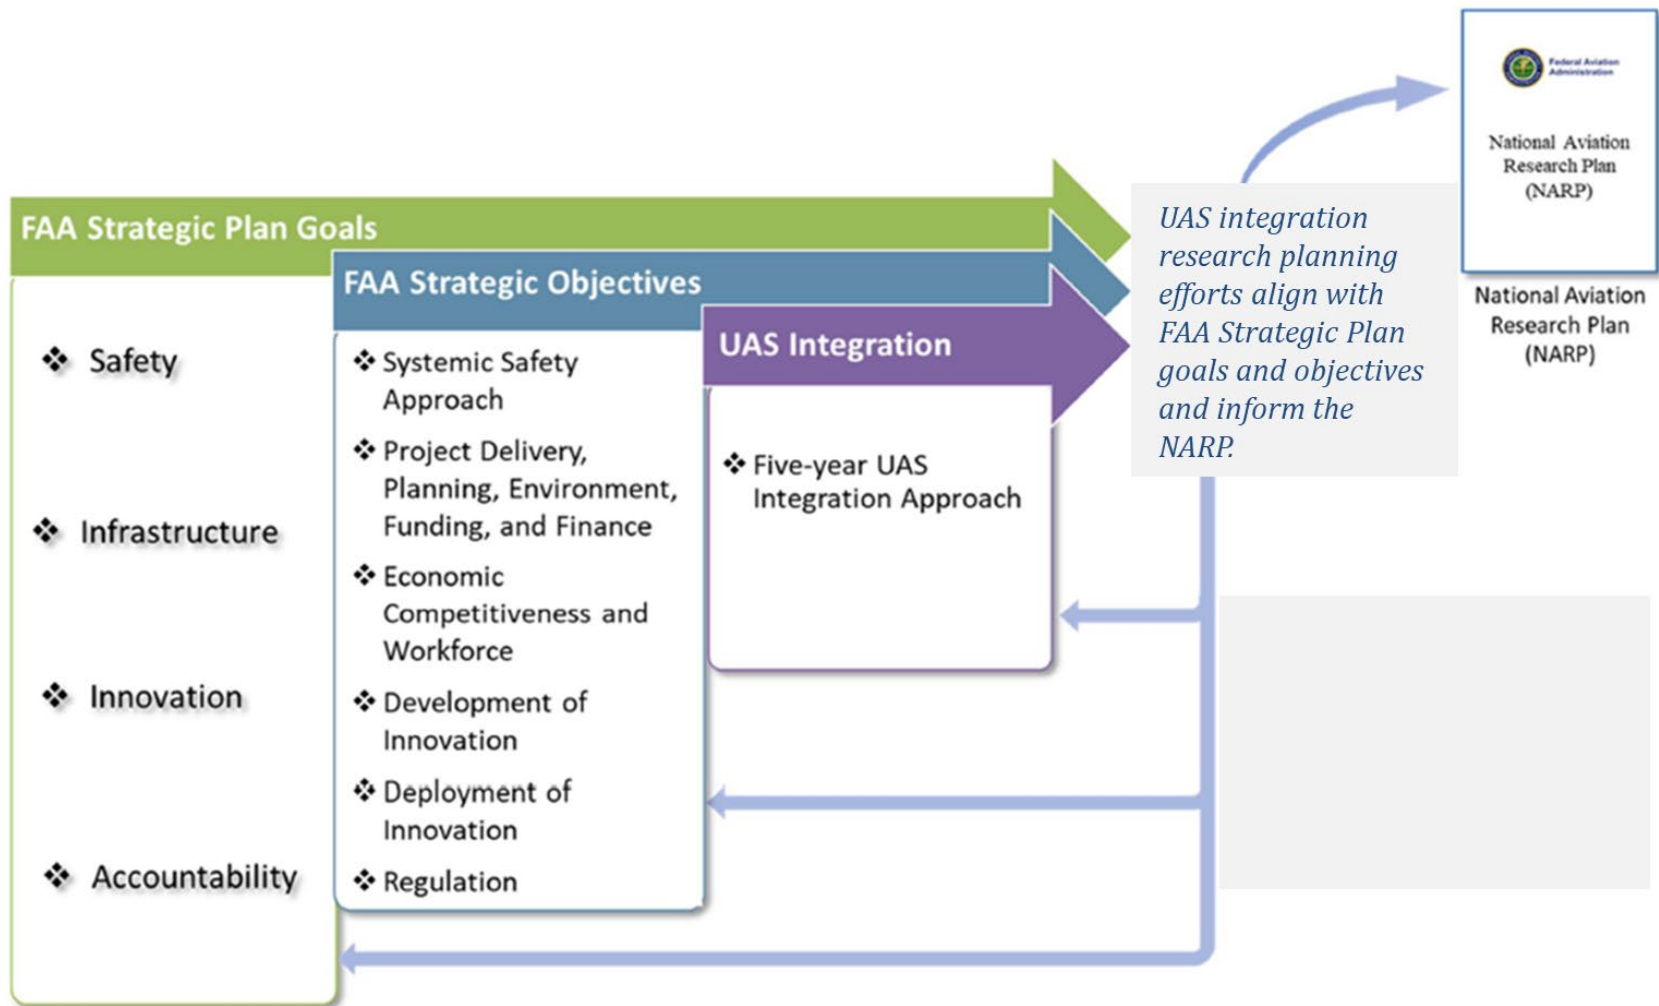 FAA Strategic Plan Goals
❖ Safety
❖ Infrastructure
❖ Innovation
❖ Accountability
FAA Strategic Objectives
❖ Systemic Safety
Approach
❖ Project Delivery,
Planning, Environment,
Funding, and Finance
❖ Economic
Competitiveness and
Workforce
❖ Development of
Innovation
❖ Deployment of
Innovation
❖ Regulation
UAS Integration
❖ Five-year UAS
Integration Approach
UAS integration
research planning
efforts align with
FAA Strategic Plan
goals and objectives
and inform the
NARP.
Federal Aviation
Administration
National Aviation
Research Plan
(NARP)
National Aviation
Research Plan
(NARP)